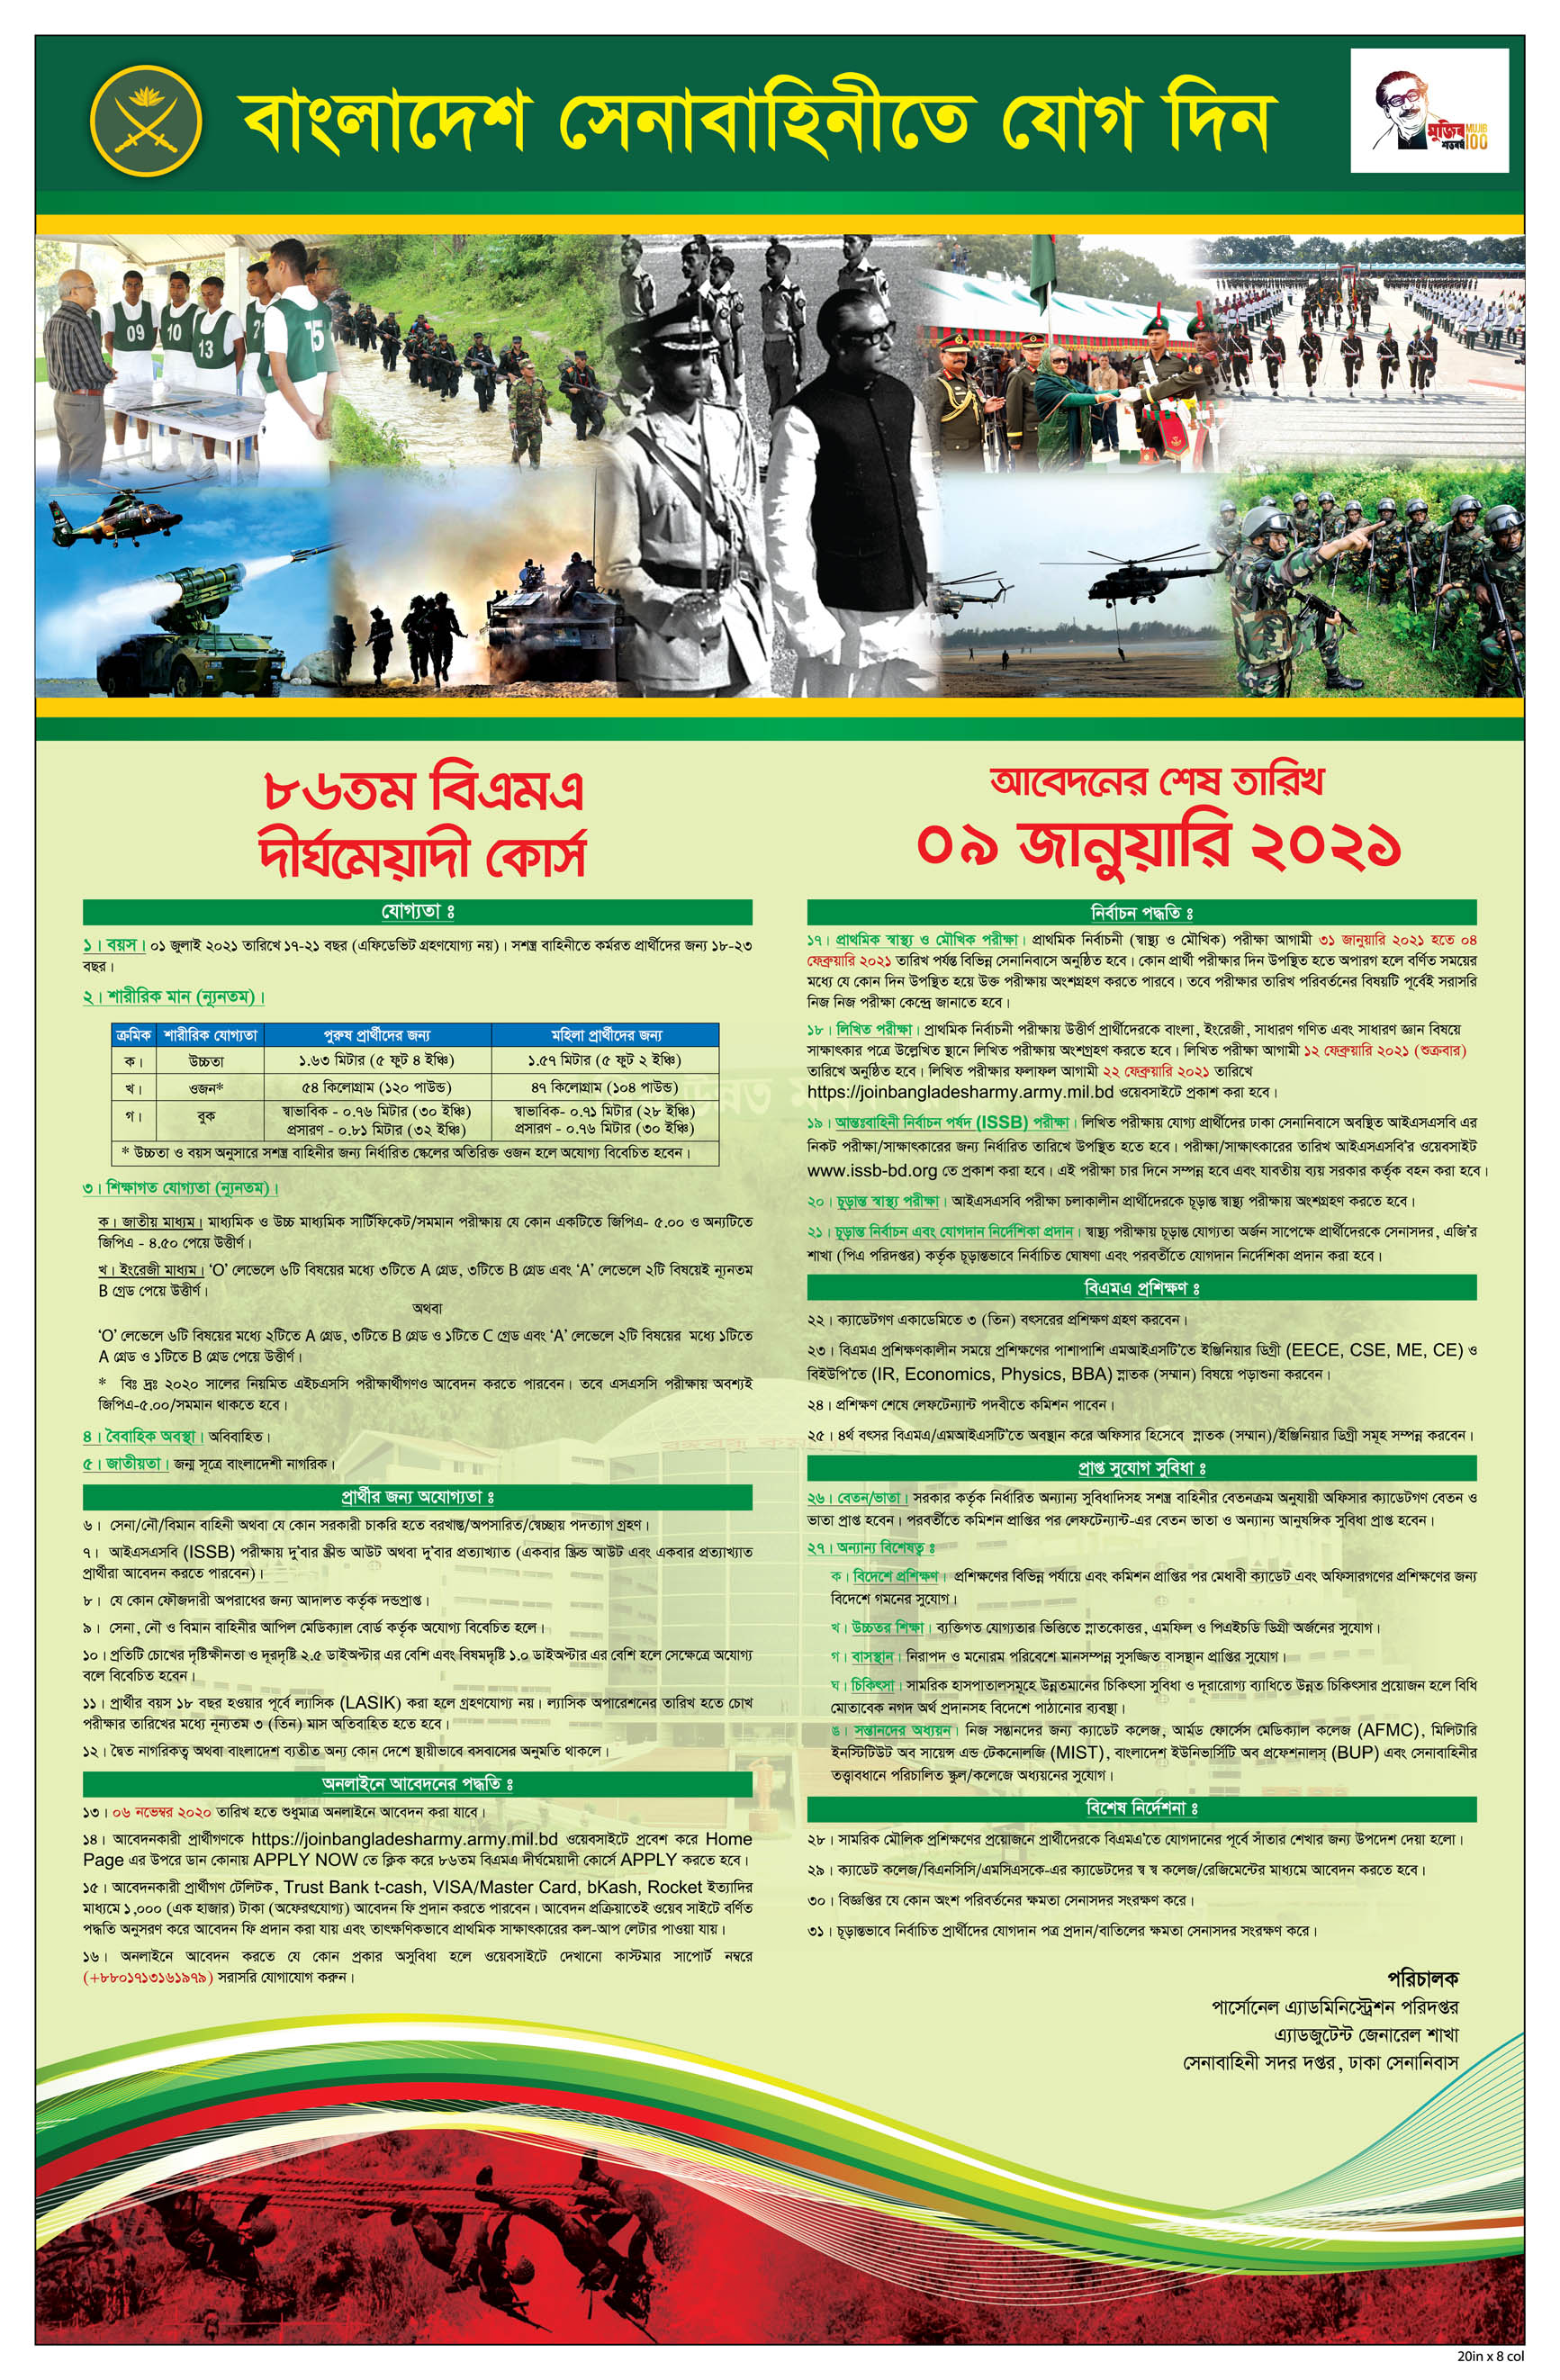 বাংলাদেশ সেনাবাহিনীতে যোগ দিন
মুজিব
শতবর্ষ
MUJIB
100
09
10
13
15
৮৬তম বিএমএ
দীর্ঘমেয়াদী কোর্স
যোগ্যতা ঃ
১। বয়স। ০১ জুলাই ২০২১ তারিখে ১৭-২১ বছর (এফিডেভিট গ্রহণযোগ্য নয়)। সশস্ত্র বাহিনীতে কর্মরত প্রার্থীদের জন্য ১৮-২৩
বছর।
২। শারীরিক মান (ন্যূনতম)।
ক্রমিক শারীরিক যোগ্যতা পুরুষ প্রার্থীদের জন্য মহিলা প্রার্থীদের জন্য
ক। উচ্চতা ১.৬৩ মিটার (৫ ফুট ৪ ইঞ্চি) ১.৫৭ মিটার (৫ ফুট ২ ইঞ্চি)
খ। ওজন* ৫৪ কিলোগ্রাম (১২০ পাউন্ড) ৪৭ কিলোগ্রাম (১০৪ পাউন্ড)
গ। বুক স্বাভাবিক - ০.৭৬ মিটার (৩০ ইঞ্চি) স্বাভাবিক- ০.৭১ মিটার (২৮ ইঞ্চি)
প্রসারণ - ০.৮১ মিটার (৩২ ইঞ্চি) প্রসারণ - ০.৭৬ মিটার (৩০ ইঞ্চি)
* উচ্চতা ও বয়স অনুসারে সশস্ত্র বাহিনীর জন্য নির্ধারিত স্কেলের অতিরিক্ত ওজন হলে অযোগ্য বিবেচিত হবেন।
৩। শিক্ষাগত যোগ্যতা (ন্যূনতম)।
ক। জাতীয় মাধ্যম। মাধ্যমিক ও উচ্চ মাধ্যমিক সার্টিফিকেট/সমমান পরীক্ষায় যে কোন একটিতে জিপিএ- ৫.০০ ও অন্যটিতে
জিপিএ - ৪.৫০ পেয়ে উত্তীর্ণ।
খ। ইংরেজী মাধ্যম। ‘O’ লেভেলে ৬টি বিষয়ের মধ্যে ৩টিতে A গ্রেড, ৩টিতে B গ্রেড এবং ‘A’ লেভেলে ২টি বিষয়েই ন্যূনতম
B গ্রেড পেয়ে উত্তীর্ণ।
অথবা
‘O’ লেভেলে ৬টি বিষয়ের মধ্যে ২টিতে A গ্রেড, ৩টিতে B গ্রেড ও ১টিতে C গ্রেড এবং ‘A’ লেভেলে ২টি বিষয়ের মধ্যে ১টিতে
A গ্রেড ও ১টিতে B গ্রেড পেয়ে উত্তীর্ণ।
* বিঃ দ্রঃ ২০২০ সালের নিয়মিত এইচএসসি পরীক্ষার্থীগণও আবেদন করতে পারবেন। তবে এসএসসি পরীক্ষায় অবশ্যই
জিপিএ-৫.০০/সমমান থাকতে হবে।
৪। বৈবাহিক অবস্থা। অবিবাহিত।
৫। জাতীয়তা। জন্ম সূত্রে বাংলাদেশী নাগরিক।
প্রার্থীর জন্য অযোগ্যতা ঃ
৬। সেনা/নৌ/বিমান বাহিনী অথবা যে কোন সরকারী চাকরি হতে বরখাস্ত/অপসারিত/স্বেচ্ছায় পদত্যাগ গ্রহণ।
৭। আইএসএসবি (ISSB) পরীক্ষায় দু'বার স্ক্রীন্ড আউট অথবা দু'বার প্রত্যাখ্যাত (একবার স্ক্রিন্ড আউট এবং একবার প্রত্যাখ্যাত
প্রার্থীরা আবেদন করতে পারবেন)।
৮। যে কোন ফৌজদারী অপরাধের জন্য আদালত কর্তৃক দন্ডপ্রাপ্ত।
৯। সেনা, নৌ ও বিমান বাহিনীর আপিল মেডিক্যাল বোর্ড কর্তৃক অযোগ্য বিবেচিত হলে।
১০। প্রতিটি চোখের দৃষ্টিক্ষীনতা ও দূরদৃষ্টি ২.৫ ডাইঅপ্টার এর বেশি এবং বিষমদৃষ্টি ১.০ ডাইঅপ্টার এর বেশি হলে সেক্ষেত্রে অযোগ্য
বলে বিবেচিত হবেন।
১১। প্রার্থীর বয়স ১৮ বছর হওয়ার পূর্বে ল্যাসিক (LASIK) করা হলে গ্রহণযোগ্য নয়। ল্যাসিক অপারেশনের তারিখ হতে চোখ
পরীক্ষার তারিখের মধ্যে নূন্যতম ৩ (তিন) মাস অতিবাহিত হতে হবে।
১২। দ্বৈত নাগরিকত্ব অথবা বাংলাদেশ ব্যতীত অন্য কোন দেশে স্থায়ীভাবে বসবাসের অনুমতি থাকলে।
অনলাইনে আবেদনের পদ্ধতি ঃ
১৩। ০৬ নভেম্বর ২০২০ তারিখ হতে শুধুমাত্র অনলাইনে আবেদন করা যাবে।
১৪। আবেদনকারী প্রার্থীগণকে https://joinbangladesharmy.army.mil.bd ওয়েবসাইটে প্রবেশ করে Home
Page এর উপরে ডান কোনায় APPLY NOW তে ক্লিক করে ৮৬তম বিএমএ দীর্ঘমেয়াদী কোর্সে APPLY করতে হবে।
১৫। আবেদনকারী প্রার্থীগণ টেলিটক, Trust Bank t-cash, VISA/Master Card, bKash, Rocket ইত্যাদির
মাধ্যমে ১,০০০ (এক হাজার) টাকা (অফেরৎযোগ্য) আবেদন ফি প্রদান করতে পারবেন। আবেদন প্রক্রিয়াতেই ওয়েব সাইটে বর্ণিত
পদ্ধতি অনুসরণ করে আবেদন ফি প্রদান করা যায় এবং তাৎক্ষণিকভাবে প্রাথমিক সাক্ষাৎকারের কল-আপ লেটার পাওয়া যায়।
১৬। অনলাইনে আবেদন করতে যে কোন প্রকার অসুবিধা হলে ওয়েবসাইটে দেখানো কাস্টমার সাপোর্ট নম্বরে
(+৮৮০১৭১৩১৬১৯৭৯) সরাসরি যোগাযোগ করুন।
আবেদনের শেষ তারিখ
০৯ জানুয়ারি ২০২১
নির্বাচন পদ্ধতি ঃ
১৭। প্রাথমিক স্বাস্থ্য ও মৌখিক পরীক্ষা। প্রাথমিক নির্বাচনী (স্বাস্থ্য ও মৌখিক) পরীক্ষা আগামী ৩১ জানুয়ারি ২০২১ হতে ০৪
ফেব্রুয়ারি ২০২১ তারিখ পর্যন্ত বিভিন্ন সেনানিবাসে অনুষ্ঠিত হবে। কোন প্রার্থী পরীক্ষার দিন উপস্থিত হতে অপারগ হলে বর্ণিত সময়ের
মধ্যে যে কোন দিন উপস্থিত হয়ে উক্ত পরীক্ষায় অংশগ্রহণ করতে পারবে। তবে পরীক্ষার তারিখ পরিবর্তনের বিষয়টি পূর্বেই সরাসরি
নিজ নিজ পরীক্ষা কেন্দ্রে জানাতে হবে।
১৮। লিখিত পরীক্ষা। প্রাথমিক নির্বাচনী পরীক্ষায় উত্তীর্ণ প্রার্থীদেরকে বাংলা, ইংরেজী, সাধারণ গণিত এবং সাধারণ জ্ঞান বিষয়ে
সাক্ষাৎকার পত্রে উল্লেখিত স্থানে লিখিত পরীক্ষায় অংশগ্রহণ করতে হবে। লিখিত পরীক্ষা আগামী ১২ ফেব্রুয়ারি ২০২১ (শুক্রবার)
তারিখে অনুষ্ঠিত হবে। লিখিত পরীক্ষার ফলাফল আগামী ২২ ফেব্রুয়ারি ২০২১ তারিখে
https://joinbangladesharmy.army.mil.bd ওয়েবসাইটে প্রকাশ করা হবে।
১৯। আন্তঃবাহিনী নির্বাচন পর্ষদ (ISSB) পরীক্ষা। লিখিত পরীক্ষায় যোগ্য প্রার্থীদের ঢাকা সেনানিবাসে অবস্থিত আইএসএসবি এর
নিকট পরীক্ষা/সাক্ষাৎকারের জন্য নির্ধারিত তারিখে উপস্থিত হতে হবে। পরীক্ষা/সাক্ষাৎকারের তারিখ আইএসএসবি'র ওয়েবসাইট
www.issb-bd.org তে প্রকাশ করা হবে। এই পরীক্ষা চার দিনে সম্পন্ন হবে এবং যাবতীয় ব্যয় সরকার কর্তৃক বহন করা হবে।
২০। চূড়ান্ত স্বাস্থ্য পরীক্ষা। আইএসএসবি পরীক্ষা চলাকালীন প্রার্থীদেরকে চূড়ান্ত স্বাস্থ্য পরীক্ষায় অংশগ্রহণ করতে হবে।
২১। চূড়ান্ত নির্বাচন এবং যোগদান নির্দেশিকা প্রদান। স্বাস্থ্য পরীক্ষায় চূড়ান্ত যোগ্যতা অর্জন সাপেক্ষে প্রার্থীদেরকে সেনাসদর, এজি'র
শাখা (পিএ পরিদপ্তর) কর্তৃক চূড়ান্তভাবে নির্বাচিত ঘোষণা এবং পরবর্তীতে যোগদান নির্দেশিকা প্রদান করা হবে।
বিএমএ প্রশিক্ষণ ঃ
২২। ক্যাডেটগণ একাডেমিতে ৩ (তিন) বৎসরের প্রশিক্ষণ গ্রহণ করবেন।
২৩। বিএমএ প্রশিক্ষণকালীন সময়ে প্রশিক্ষণের পাশাপাশি এমআইএসটি'তে ইঞ্জিনিয়ার ডিগ্রী (EECE, CSE, ME, CE) ও
বিইউপি'তে (IR, Economics, Physics, BBA) স্নাতক (সম্মান) বিষয়ে পড়াশুনা করবেন।
২৪। প্রশিক্ষণ শেষে লেফটেন্যান্ট পদবীতে কমিশন পাবেন।
২৫। ৪র্থ বৎসর বিএমএ/এমআইএসটি'তে অবস্থান করে অফিসার হিসেবে স্নাতক (সম্মান)/ইঞ্জিনিয়ার ডিগ্রী সমূহ সম্পন্ন করবেন।
প্রাপ্ত সুযোগ সুবিধা ঃ
২৬। বেতন/ভাতা। সরকার কর্তৃক নির্ধারিত অন্যান্য সুবিধাদিসহ সশস্ত্র বাহিনীর বেতনক্রম অনুযায়ী অফিসার ক্যাডেটগণ বেতন ও
ভাতা প্রাপ্ত হবেন। পরবর্তীতে কমিশন প্রাপ্তির পর লেফটেন্যান্ট-এর বেতন ভাতা ও অন্যান্য আনুষঙ্গিক সুবিধা প্রাপ্ত হবেন।
২৭। অন্যান্য বিশেষত্ব ঃ
ক। বিদেশে প্রশিক্ষণ। প্রশিক্ষণের বিভিন্ন পর্যায়ে এবং কমিশন প্রাপ্তির পর মেধাবী ক্যাডেট এবং অফিসারগণের প্রশিক্ষণের জন্য
বিদেশে গমনের সুযোগ।
খ। উচ্চতর শিক্ষা। ব্যক্তিগত যোগ্যতার ভিত্তিতে স্নাতকোত্তর, এমফিল ও পিএইচডি ডিগ্রী অর্জনের সুযোগ।
গ। বাসস্থান। নিরাপদ ও মনোরম পরিবেশে মানসম্পন্ন সুসজ্জিত বাসস্থান প্রাপ্তির সুযোগ।
ঘ। চিকিৎসা। সামরিক হাসপাতালসমূহে উন্নতমানের চিকিৎসা সুবিধা ও দূরারোগ্য ব্যাধিতে উন্নত চিকিৎসার প্রয়োজন হলে বিধি
মোতাবেক নগদ অর্থ প্রদানসহ বিদেশে পাঠানোর ব্যবস্থা।
ঙ। সন্তানদের অধ্যয়ন। নিজ সন্তানদের জন্য ক্যাডেট কলেজ, আর্মড ফোর্সেস মেডিক্যাল কলেজ (AFMC), মিলিটারি
ইনস্টিটিউট অব সায়েন্স এন্ড টেকনোলজি (MIST), বাংলাদেশ ইউনিভার্সিটি অব প্রফেশনালস্ (BUP) এবং সেনাবাহিনীর
তত্ত্বাবধানে পরিচালিত স্কুল/কলেজে অধ্যয়নের সুযোগ।
বিশেষ নির্দেশনা ঃ
২৮। সামরিক মৌলিক প্রশিক্ষণের প্রয়োজনে প্রার্থীদেরকে বিএমএ'তে যোগদানের পূর্বে সাঁতার শেখার জন্য উপদেশ দেয়া হলো।
২৯। ক্যাডেট কলেজ/বিএনসিসি/এমসিএসকে-এর ক্যাডেটদের স্ব স্ব কলেজ/রেজিমেন্টের মাধ্যমে আবেদন করতে হবে।
৩০। বিজ্ঞপ্তির যে কোন অংশ পরিবর্তনের ক্ষমতা সেনাসদর সংরক্ষণ করে।
৩১। চূড়ান্তভাবে নির্বাচিত প্রার্থীদের যোগদান পত্র প্রদান/বাতিলের ক্ষমতা সেনাসদর সংরক্ষণ করে।
পরিচালক
পার্সোনেল এ্যাডমিনিস্ট্রেশন পরিদপ্তর
এ্যাডজুটেন্ট জেনারেল শাখা
সেনাবাহিনী সদর দপ্তর, ঢাকা সেনানিবাস
20in x 8 col